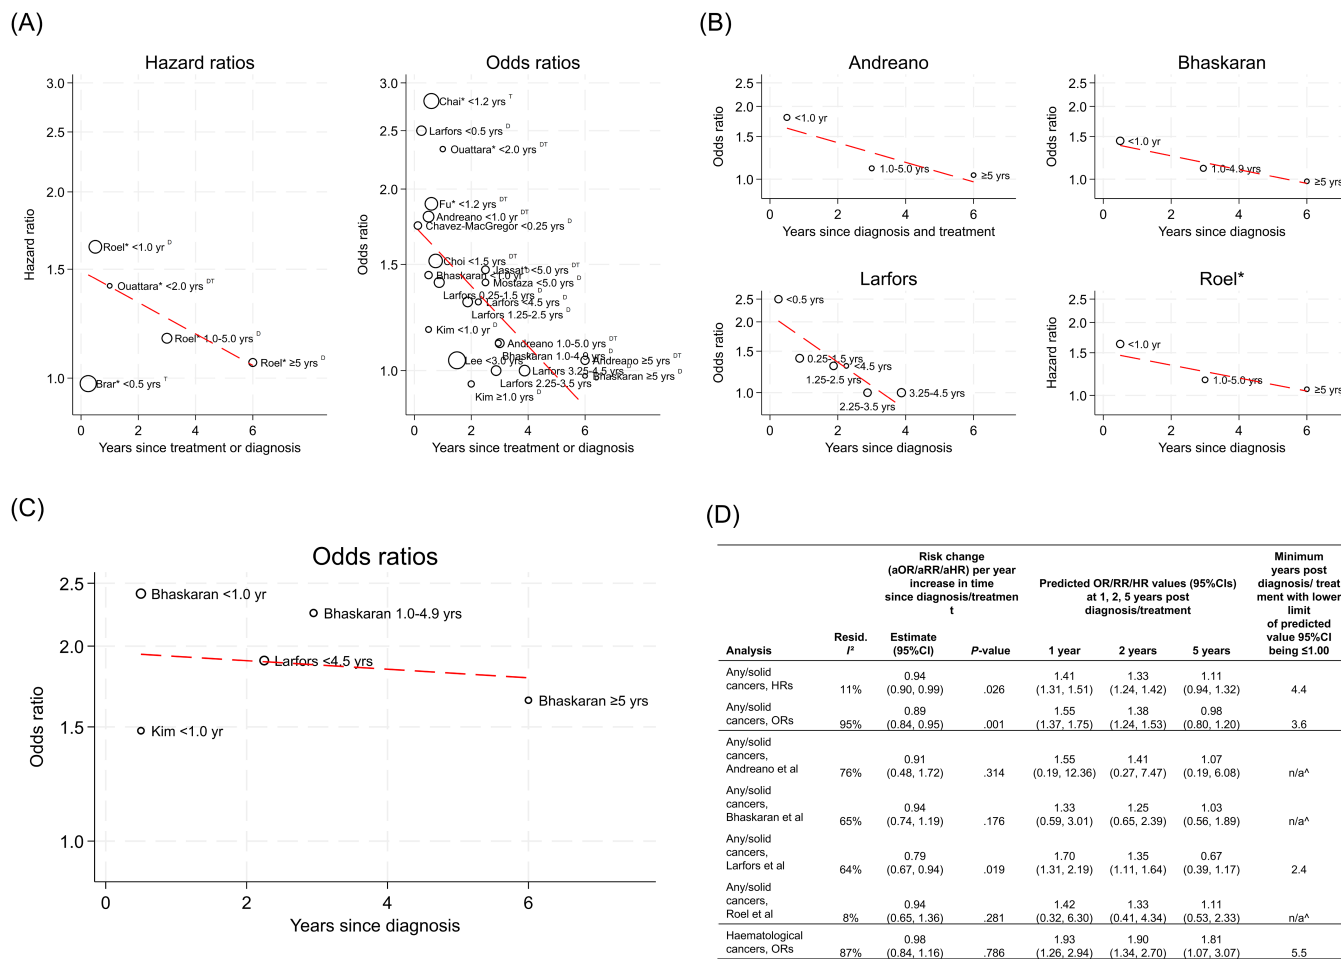 (A)
Hazard ratios
3.0
2.5
2.0
1.5
1.0
Hazard ratio
Roel* <1.0 yr D
Ouattara* <2.0 yrs DT
Roel* 1.0-5.0 yrs D
Roel* ≥5 yrs D
Brar* <0.5 yrs T
0 2 4 6
Years since treatment or diagnosis
Odds ratios
3.0
2.5
2.0
1.5
1.0
Odds ratio
Chai* <1.2 yrs T
Larfors <0.5 yrs D
Ouattara* <2.0 yrs DT
Fu* <1.2 yrs DT
Andreano <1.0 yr DT
Chavez-MacGregor <0.25 yrs D
Choi <1.5 yrs DT
Jassat* <5.0 yrs DT
Bhaskaran <1.0 yr D
Mostaza <5.0 yrs D
Larfors 0.25-1.5 yrs D
Larfors <4.5 yrs D
Larfors 1.25-2.5 yrs D
Kim <1.0 yr D
Andreano 1.0-5.0 yrs DT
Bhaskaran 1.0-4.9 yrs D
Lee <3.0 yrs DT
Andreano ≥5 yrs DT
Larfors 3.25-4.5 yrs D
Bhaskaran ≥5 yrs D
Larfors 2.25-3.5 yrs D
Kim ≥1.0 yrs D
0 2 4 6
Years since treatment or diagnosis
(B)
Andreano
2.5
2.0
1.5
1.0
Odds ratio
<1.0 yr
1.0-5.0 yrs
≥5 yrs
0 2 4 6
Years since diagnosis and treatment
Bhaskaran
2.5
2.0
1.5
1.0
Odds ratio
<1.0 yr
1.0-4.9 yrs
≥5 yrs
0 2 4 6
Years since diagnosis
Larfors
2.5
2.0
1.5
1.0
Odds ratio
<0.5 yrs
0.25-1.5 yrs
<4.5 yrs
1.25-2.5 yrs
3.25-4.5 yrs
2.25-3.5 yrs
0 2 4 6
Years since diagnosis
Roel*
2.5
2.0
1.5
1.0
Hazard ratio
<1.0 yr
1.0-5.0 yrs
≥5 yrs
0 2 4 6
Years since diagnosis
(C)
Odds ratios
2.5
2.0
1.5
1.0
Odds ratio
Bhaskaran <1.0 yr
Bhaskaran 1.0-4.9 yrs
Larfors <4.5 yrs
Bhaskaran ≥5 yrs
Kim <1.0 yr
0 2 4 6
Years since diagnosis
(D)
Risk change
(aOR/aRR/aHR) per year
increase in time
since diagnosis/treatmen
t
Predicted OR/RR/HR values (95%CIs)
at 1, 2, 5 years post
diagnosis/treatment
Minimum
years post
diagnosis/ treat
ment with lower
limit
of predicted
value 95%CI
being ≤1.00
Analysis
Resid.
I²
Estimate
(95%CI)
P-value
1 year
2 years
5 years
Any/solid
cancers, HRs
11%
0.94
(0.90, 0.99)
.026
1.41
(1.31, 1.51)
1.33
(1.24, 1.42)
1.11
(0.94, 1.32)
4.4
Any/solid
cancers, ORs
95%
0.89
(0.84, 0.95)
.001
1.55
(1.37, 1.75)
1.38
(1.24, 1.53)
0.98
(0.80, 1.20)
3.6
Any/solid
cancers,
Andreano et al
76%
0.91
(0.48, 1.72)
.314
1.55
(0.19, 12.36)
1.41
(0.27, 7.47)
1.07
(0.19, 6.08)
n/a^
Any/solid
cancers,
Bhaskaran et al
65%
0.94
(0.74, 1.19)
.176
1.33
(0.59, 3.01)
1.25
(0.65, 2.39)
1.03
(0.56, 1.89)
n/a^
Any/solid
cancers,
Larfors et al
64%
0.79
(0.67, 0.94)
.019
1.70
(1.31, 2.19)
1.35
(1.11, 1.64)
0.67
(0.39, 1.17)
2.4
Any/solid
cancers,
Roel et al
8%
0.94
(0.65, 1.36)
.281
1.42
(0.32, 6.30)
1.33
(0.41, 4.34)
1.11
(0.53, 2.33)
n/a^
Haematological
cancers, ORs
87%
0.98
(0.84, 1.16)
.786
1.93
(1.26, 2.94)
1.90
(1.34, 2.70)
1.81
(1.07, 3.07)
5.5